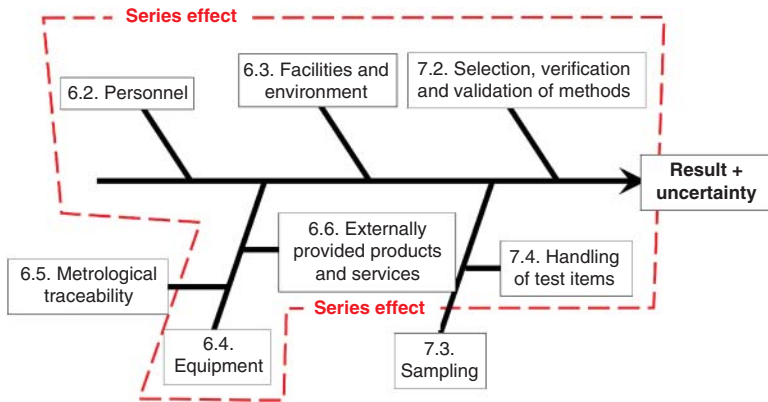 Series effect
6.2. Personnel
6.3. Facilities and
environment
7.2. Selection, verification
and validation of methods
Result +
uncertainty
6.6. Externally
provided products
and services
6.5. Metrological
traceability
7.4. Handling
of test items
Series effect
6.4.
Equipment
7.3.
Sampling